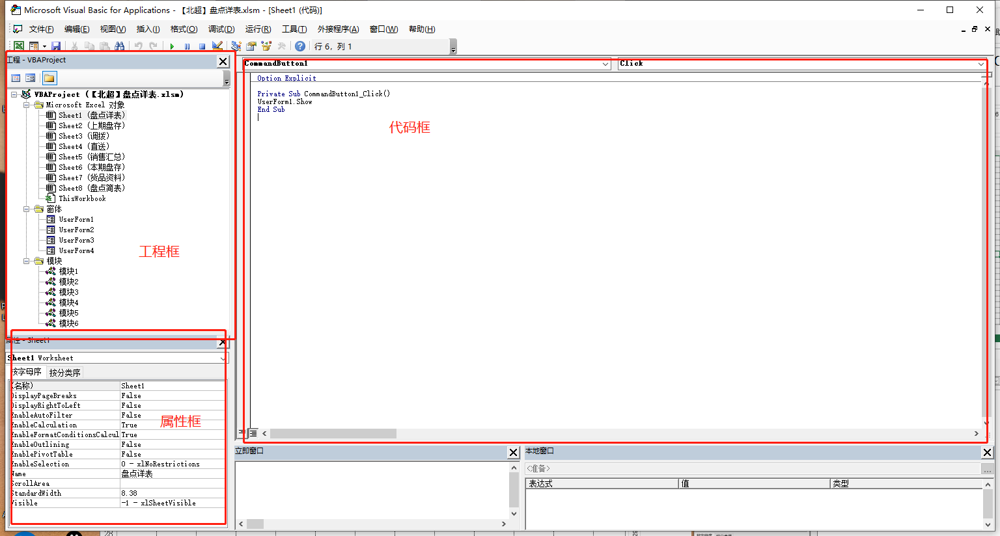 Microsoft Visual Basic for Applications - 【北超】盘点详表.xlsm - [Sheet1 (代码)]
文件(F) 编辑(E) 视图(V) 插入(I) 格式(O) 调试(D) 运行(R) 工具(T) 外接程序(A) 窗口(W) 帮助(H)
行 6，列 1
工程 - VBAProject
VBAProject (【北超】盘点详表.xlsm)
Microsoft Excel 对象
Sheet1 (盘点详表)
Sheet2 (上期盘存)
Sheet3 (调拨)
Sheet4 (直送)
Sheet5 (销售汇总)
Sheet6 (本期盘存)
Sheet7 (货品资料)
Sheet8 (盘点简表)
ThisWorkbook
窗体
UserForm1
UserForm2
UserForm3
UserForm4
工程框
模块
模块1
模块2
模块3
模块4
模块5
模块6
CommandButton1 Click
Option Explicit
Private Sub CommandButton1_Click()
UserForm1.Show
End Sub
代码框
属性 - Sheet1
Sheet1 Worksheet
按字母序 按分类序
(名称) Sheet1
DisplayPageBreaks False
DisplayRightToLeft False
EnableAutoFilter False
EnableCalculation True
EnableFormatConditionsCalcul True
EnableOutlining False
EnablePivotTable False
EnableSelection 0 - xlNoRestrictions
Name 盘点详表
ScrollArea
StandardWidth 8.38
Visible -1 - xlSheetVisible
属性框
立即窗口
本地窗口
<准备>
表达式 值 类型
28